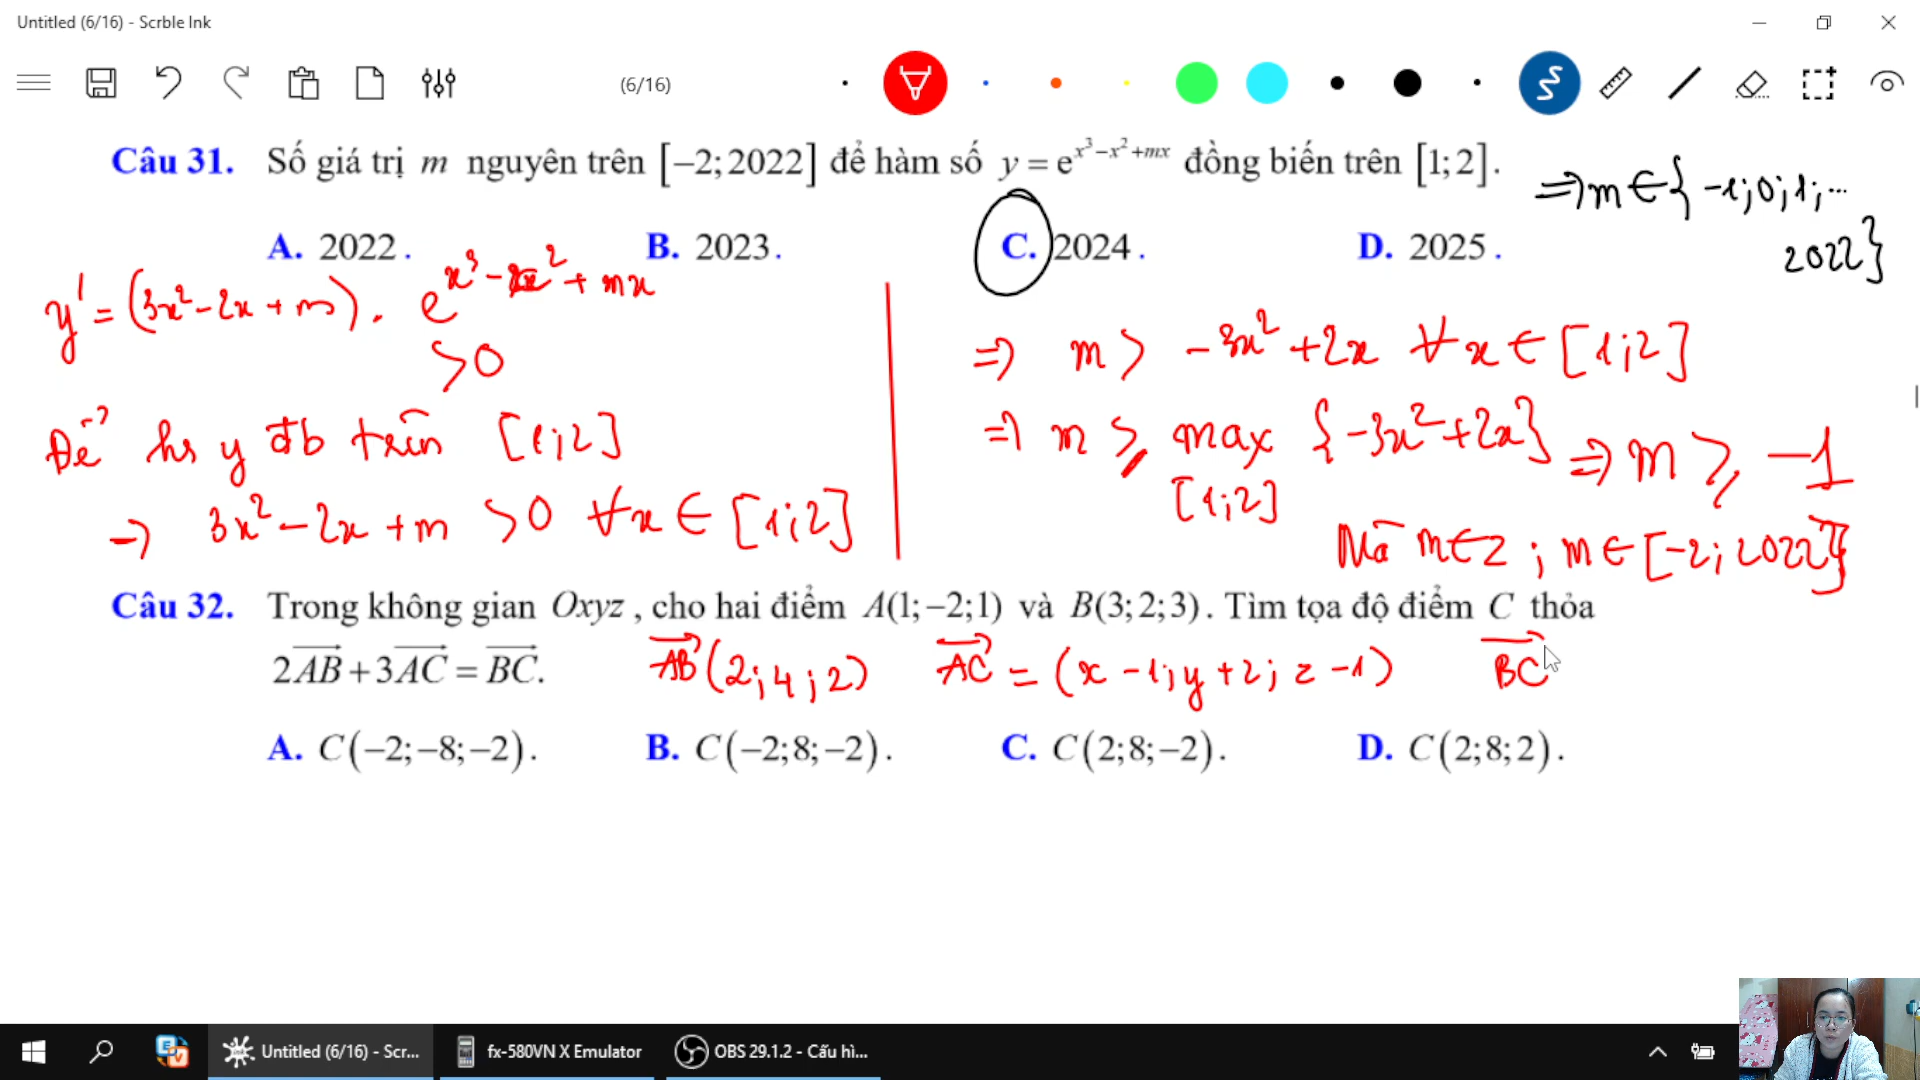 Untitled (6/16) - Scrble Ink
(6/16)
Câu 31. Số giá trị m nguyên trên [−2;2022] để hàm số y = e^{x³−x²+mx} đồng biến trên [1;2].
⇒ m ∈ { -1; 0; 1; ...
2022}
A. 2022. B. 2023. C. 2024. D. 2025.
y' = (3x² - 2x + m) . e^{x³ - x² + mx}
> 0
Để hs y đb trên [1;2]
→ 3x² - 2x + m > 0 ∀x ∈ [1;2]
⇒ m > -3x² + 2x ∀x ∈ [1;2]
⇒ m ≥ max {-3x² + 2x} ⇒ m ≥ -1
[1;2]
Mà m ∈ Z ; m ∈ [-2; 2022]
Câu 32. Trong không gian Oxyz, cho hai điểm A(1;−2;1) và B(3;2;3). Tìm tọa độ điểm C thỏa
2AB→ + 3AC→ = BC→.
AB→ (2; 4; 2) AC→ = (x - 1; y + 2; z - 1) BC→
A. C(−2;−8;−2). B. C(−2;8;−2). C. C(2;8;−2). D. C(2;8;2).
Untitled (6/16) - Scr...
fx-580VN X Emulator
OBS 29.1.2 - Cấu hì...